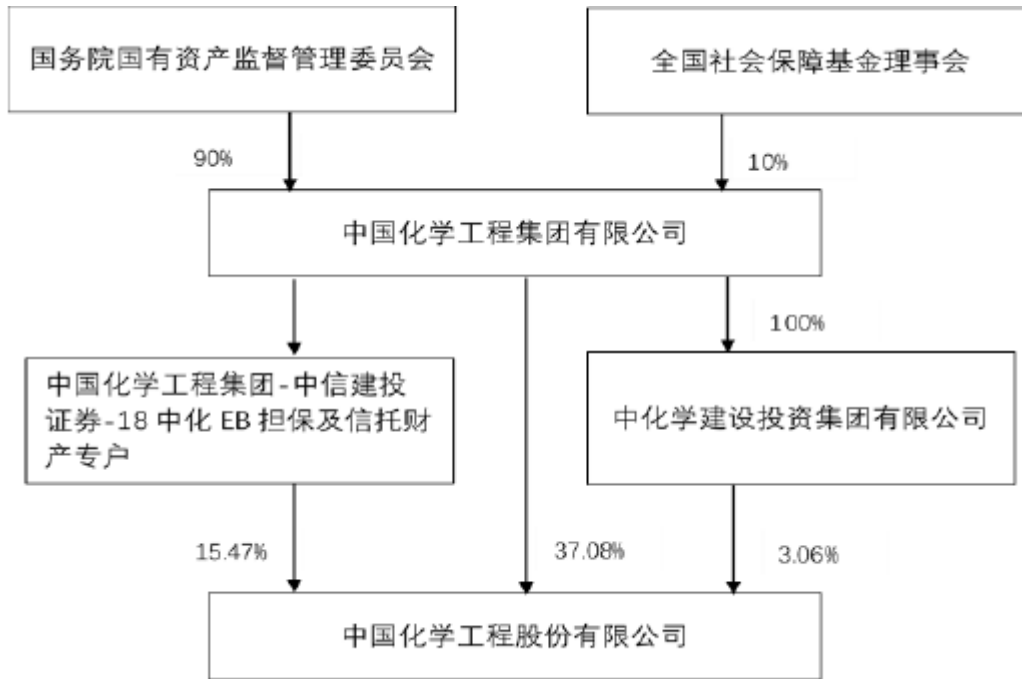 国务院国有资产监督管理委员会
全国社会保障基金理事会
90%
10%
中国化学工程集团有限公司
100%
中国化学工程集团-中信建投
证券-18 中化 EB 担保及信托财
产专户
中化学建设投资集团有限公司
15.47%
37.08%
3.06%
中国化学工程股份有限公司